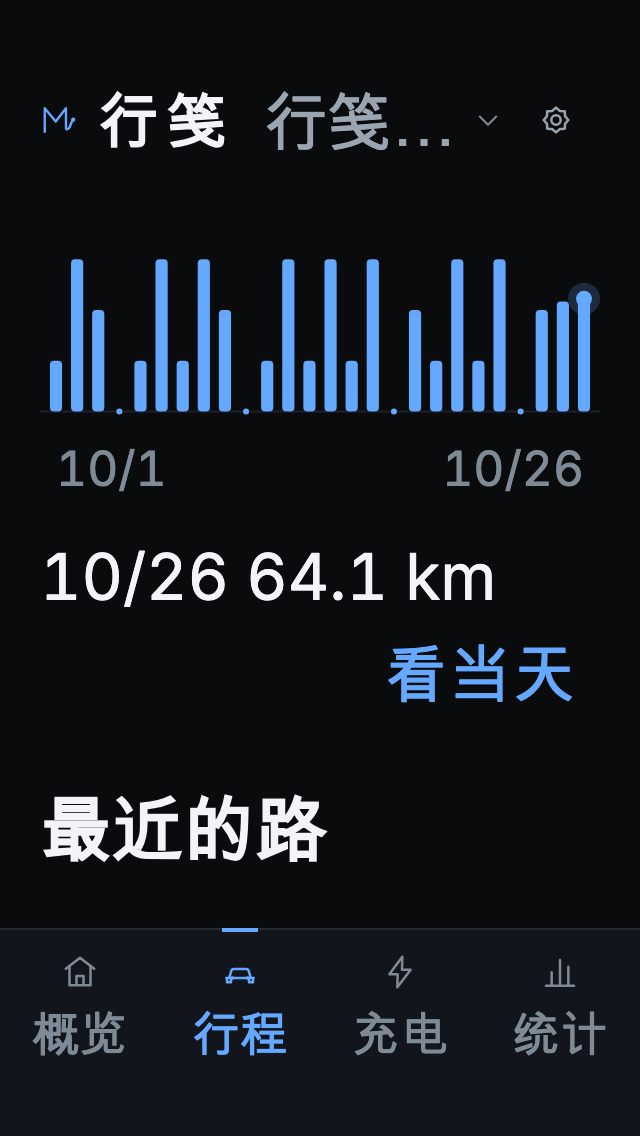 行笺 行笺...
10/1 10/26
10/26 64.1 km
看当天
最近的路
概览 行程 充电 统计